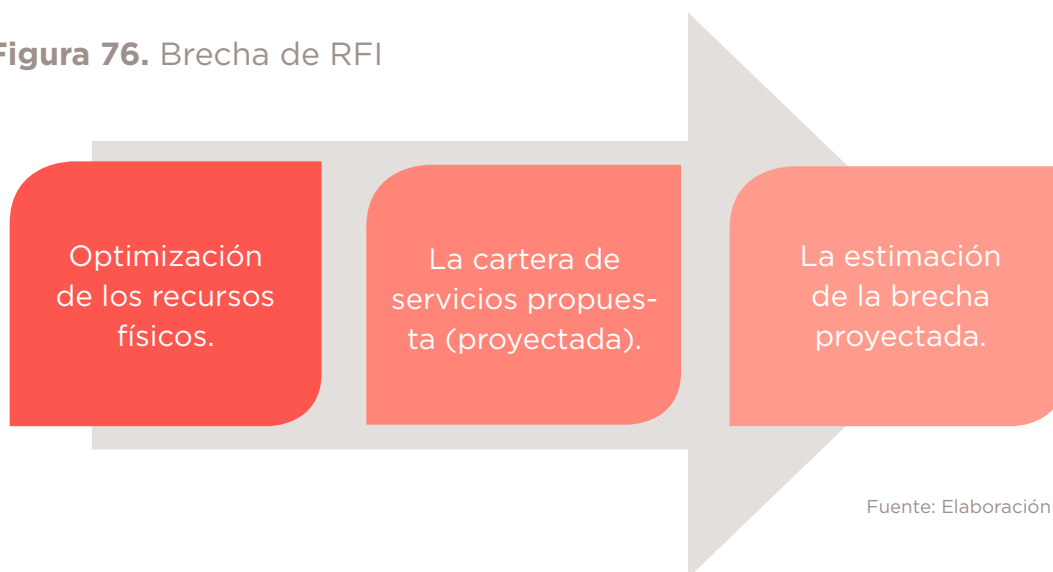 Figura 76. Brecha de RFI
Optimización
de los recursos
físicos.
La cartera de
servicios propues-
ta (proyectada).
La estimación
de la brecha
proyectada.
Fuente: Elaboración